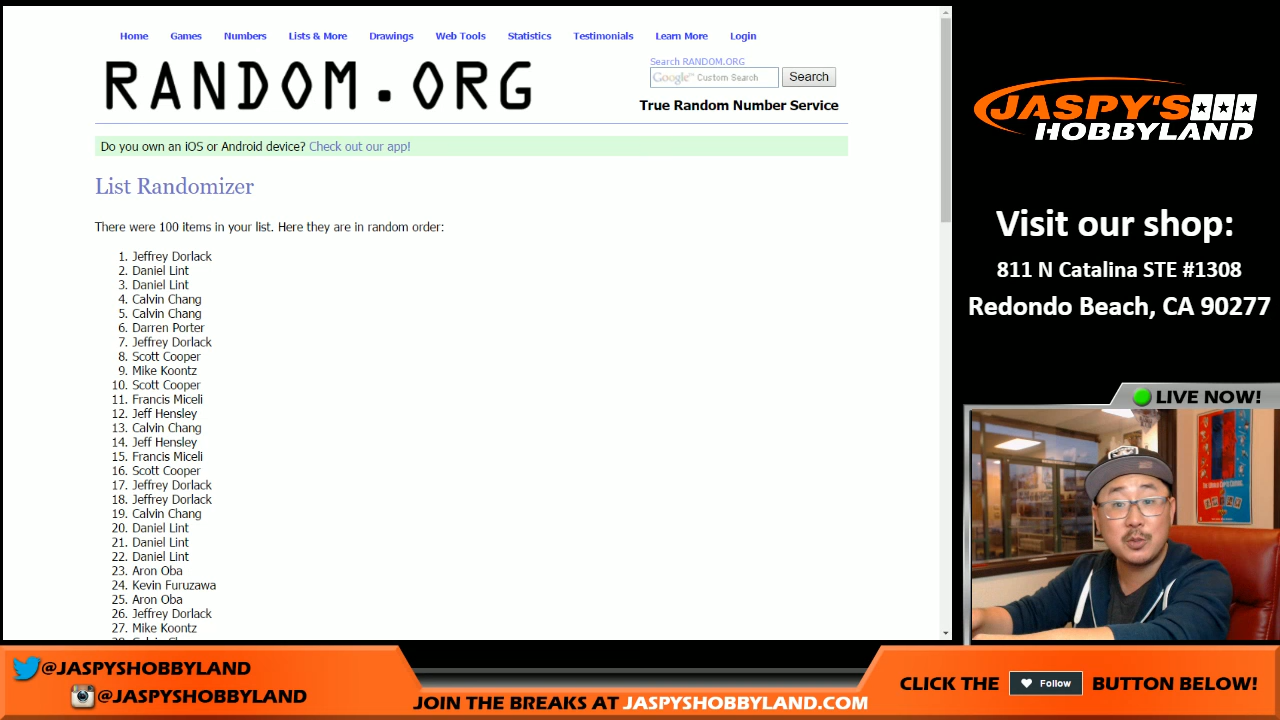 Home Games Numbers Lists & More Drawings Web Tools Statistics Testimonials Learn More Login
RANDOM.ORG
Search RANDOM.ORG
Google™ Custom Search Search
True Random Number Service
Do you own an iOS or Android device? Check out our app!
List Randomizer
There were 100 items in your list. Here they are in random order:
1. Jeffrey Dorlack
2. Daniel Lint
3. Daniel Lint
4. Calvin Chang
5. Calvin Chang
6. Darren Porter
7. Jeffrey Dorlack
8. Scott Cooper
9. Mike Koontz
10. Scott Cooper
11. Francis Miceli
12. Jeff Hensley
13. Calvin Chang
14. Jeff Hensley
15. Francis Miceli
16. Scott Cooper
17. Jeffrey Dorlack
18. Jeffrey Dorlack
19. Calvin Chang
20. Daniel Lint
21. Daniel Lint
22. Daniel Lint
23. Aron Oba
24. Kevin Furuzawa
25. Aron Oba
26. Jeffrey Dorlack
27. Mike Koontz
JASPY'S
HOBBYLAND
Visit our shop:
811 N Catalina STE #1308
Redondo Beach, CA 90277
LIVE NOW!
@JASPYSHOBBYLAND
@JASPYSHOBBYLAND
JOIN THE BREAKS AT JASPYSHOBBYLAND.COM
CLICK THE Follow BUTTON BELOW!